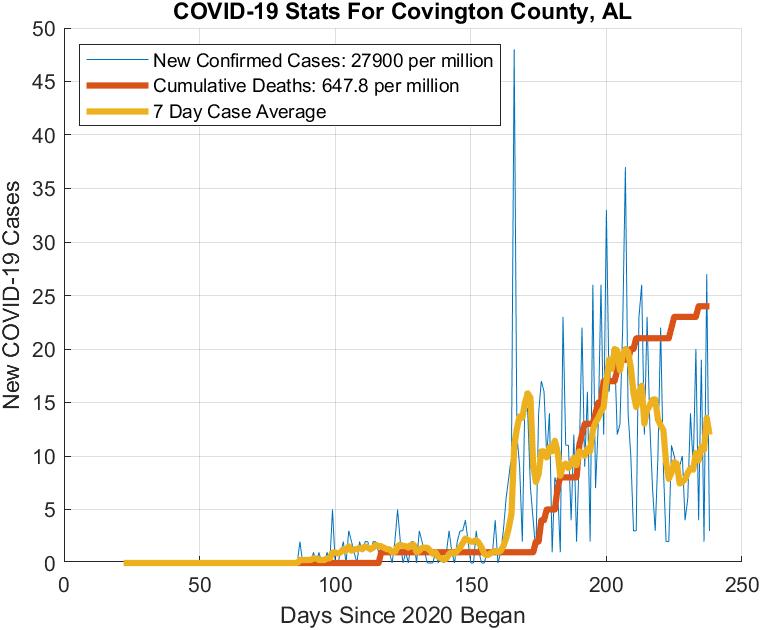 COVID-19 Stats For Covington County, AL
New Confirmed Cases: 27900 per million
Cumulative Deaths: 647.8 per million
7 Day Case Average
New COVID-19 Cases
50
45
40
35
30
25
20
15
10
5
0
0 50 100 150 200 250
Days Since 2020 Began